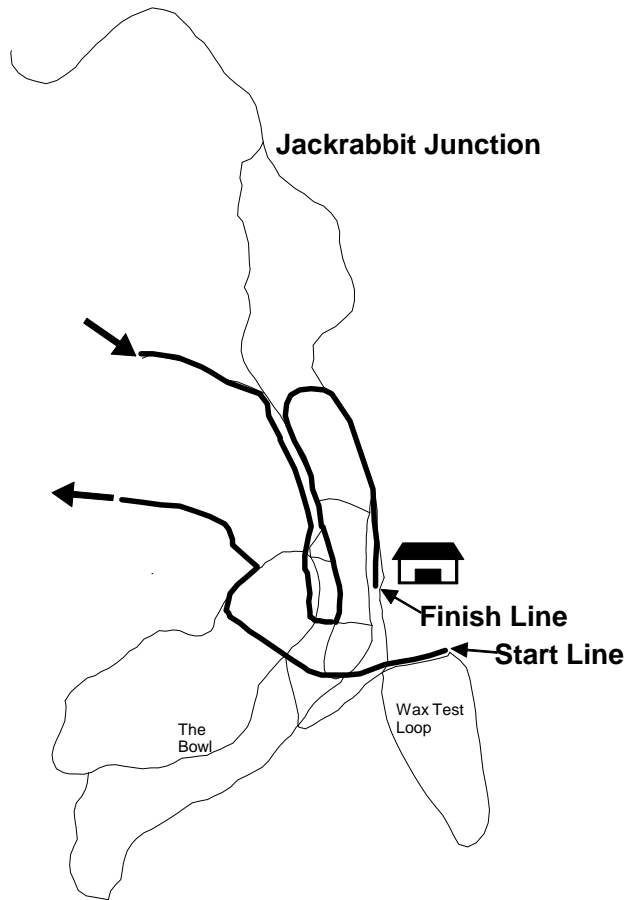 Jackrabbit Junction
Finish Line
Start Line
Wax Test
Loop
The
Bowl